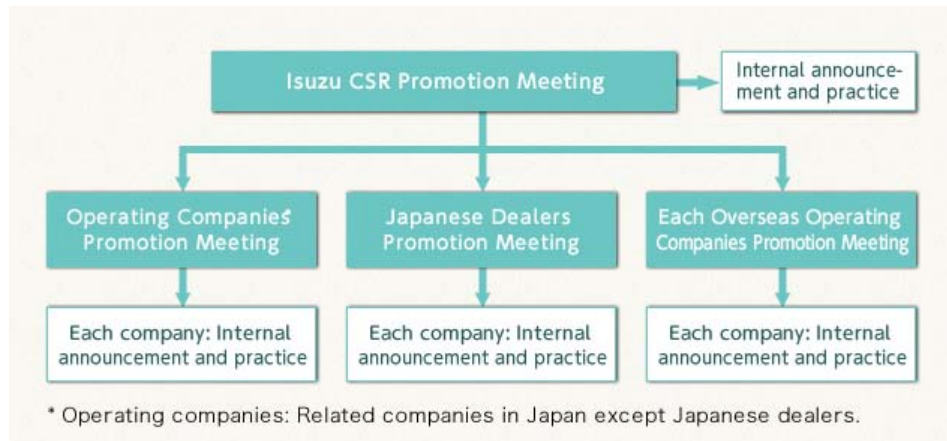 Isuzu CSR Promotion Meeting
Internal announce-
ment and practice
Operating Companies*
Promotion Meeting
Japanese Dealers
Promotion Meeting
Each Overseas Operating
Companies Promotion Meeting
Each company: Internal
announcement and practice
Each company: Internal
announcement and practice
Each company: Internal
announcement and practice
* Operating companies: Related companies in Japan except Japanese dealers.